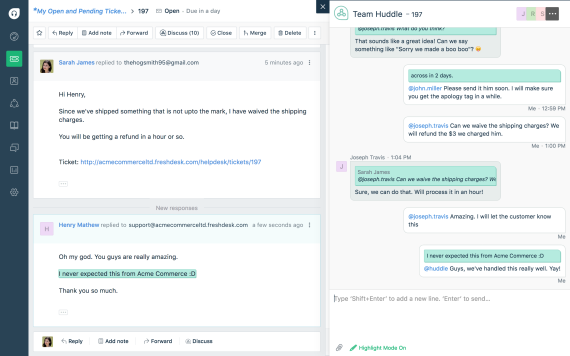 "My Open and Pending Ticke... > 197 Open - Due in a day
Reply Add note Forward Discuss (10) Close Merge Delete
Sarah James replied to thehogsmith95@gmail.com 5 minutes ago
Hi Henry,
Since we've shipped something that is not upto the mark, I have waived the shipping
charges.
You will be getting a refund in a hour or so.
Ticket: http://acmecommerceltd.freshdesk.com/helpdesk/tickets/197
New responses
H
Henry Mathew replied to support@acmecommerceltd.freshdesk.com a few seconds ago
Oh my god. You guys are really amazing.
I never expected this from Acme Commerce :D
Thank you so much.
Reply Add note Forward Discuss
Team Huddle - 197
J R S
@joseph.travis What do you think?
That sounds like a great idea! Can we say
something like "Sorry we made a boo boo"?
across in 2 days.
@john.miller Please send it him soon. I will make sure
you get the apology tag in a while.
Me - 12:59 PM
@joseph.travis Can we waive the shipping charges? We
will refund the $3 we charged him.
Me - 1:00 PM
Joseph Travis - 1:04 PM
J
Sarah James
@joseph.travis Can we waive the shipping charges? We
Sure, we can do that. Will process it in an hour!
@joseph.travis Amazing. I will let the customer know
this
Me
I never expected this from Acme Commerce :D
@huddle Guys, we've handled this really well. Yay!
Me
Type 'Shift+Enter' to add a new line. 'Enter' to send...
Highlight Mode On